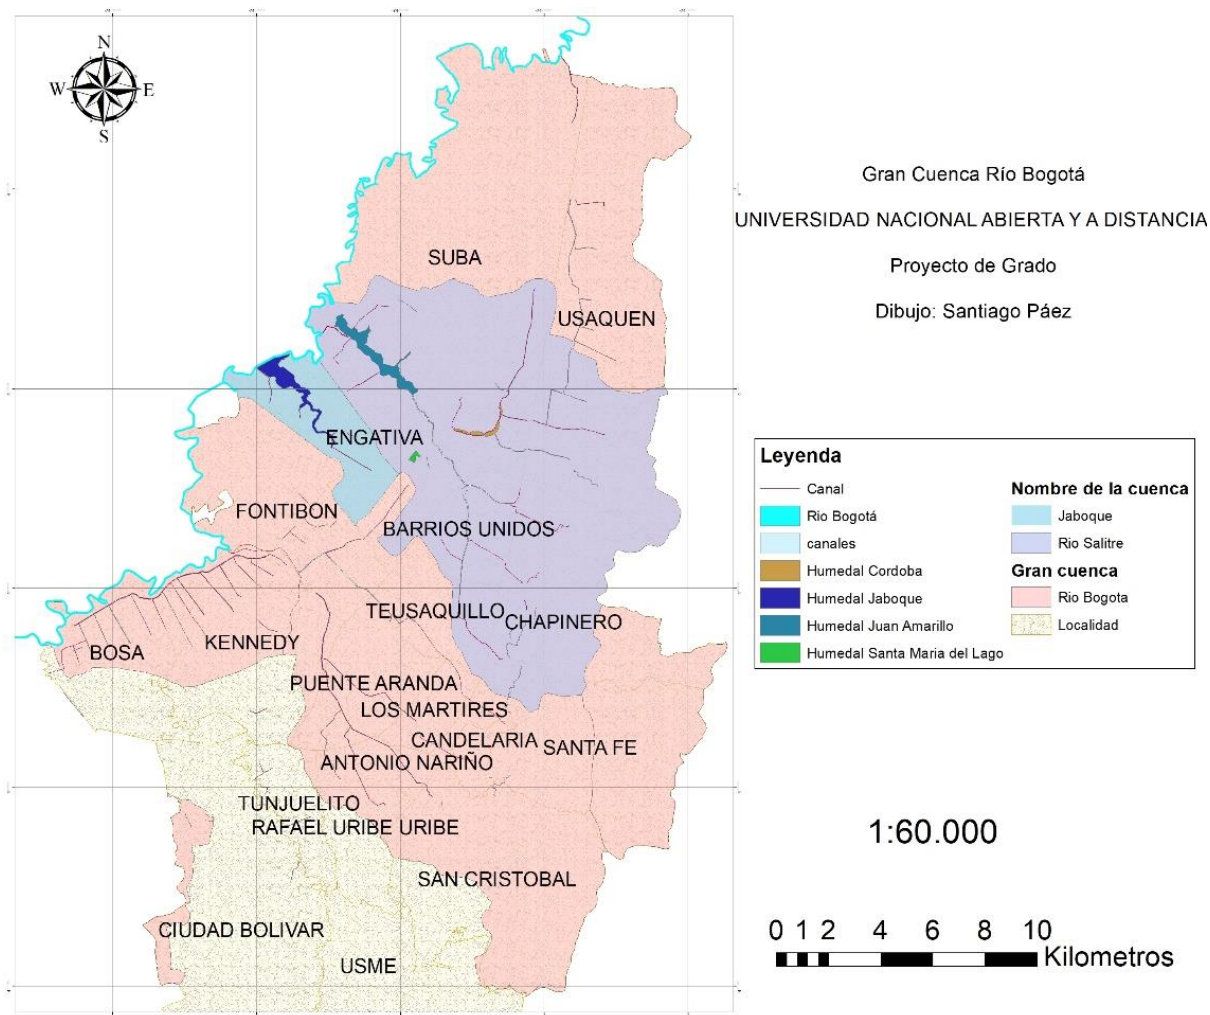 N
W
E
S
Gran Cuenca Río Bogotá
UNIVERSIDAD NACIONAL ABIERTA Y A DISTANCIA
Proyecto de Grado
Dibujo: Santiago Páez
SUBA
USAQUEN
ENGATIVA
FONTIBON
BARRIOS UNIDOS
TEUSAQUILLO
CHAPINERO
KENNEDY
BOSA
PUENTE ARANDA
LOS MARTIRES
CANDELARIA
SANTA FE
ANTONIO NARIÑO
TUNJUELITO
RAFAEL URIBE URIBE
SAN CRISTOBAL
CIUDAD BOLIVAR
USME
Leyenda
Canal
Rio Bogotá
canales
Humedal Cordoba
Humedal Jaboque
Humedal Juan Amarillo
Humedal Santa Maria del Lago
Nombre de la cuenca
Jaboque
Rio Salitre
Gran cuenca
Rio Bogota
Localidad
1:60.000
0 1 2 4 6 8 10
Kilometros